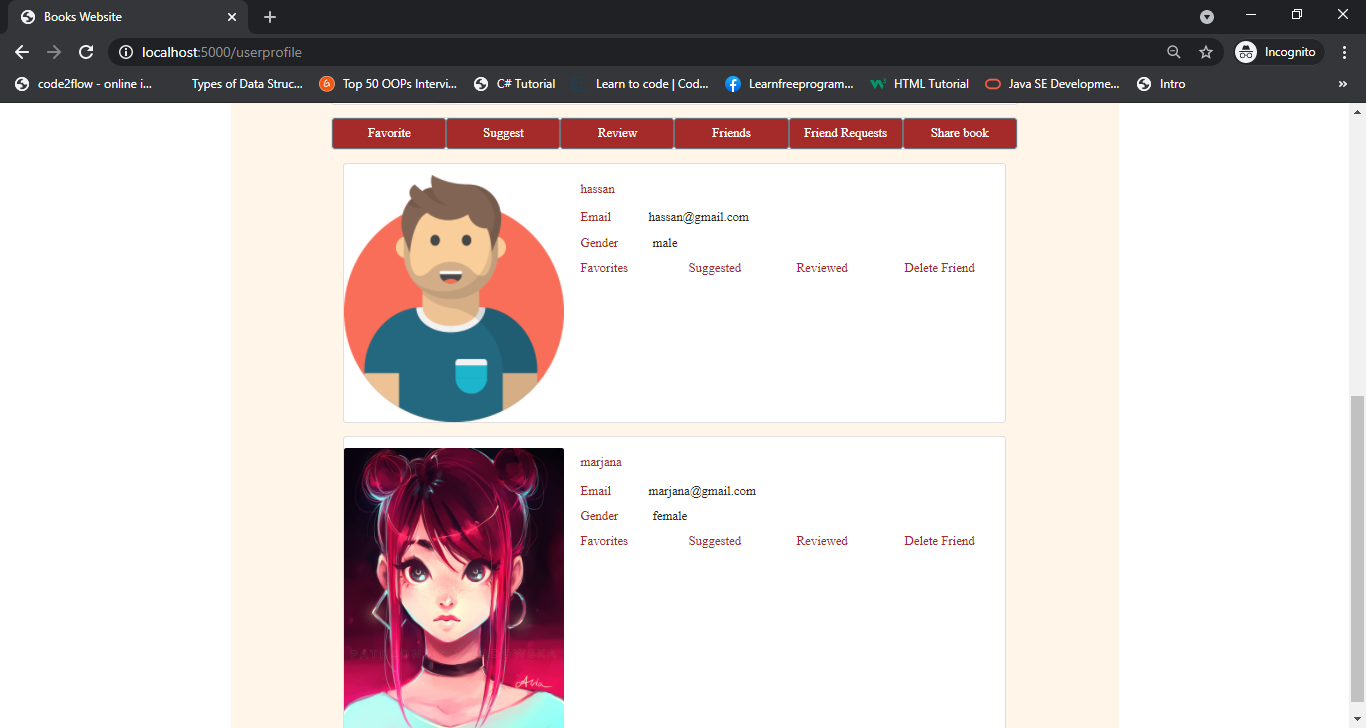 Books Website
localhost:5000/userprofile
Incognito
code2flow - online i... Types of Data Struc... Top 50 OOPs Intervi... C# Tutorial Learn to code | Cod... Learnfreeprogram... HTML Tutorial Java SE Developme... Intro »
Favorite Suggest Review Friends Friend Requests Share book
hassan
Email hassan@gmail.com
Gender male
Favorites Suggested Reviewed Delete Friend
marjana
Email marjana@gmail.com
Gender female
Favorites Suggested Reviewed Delete Friend